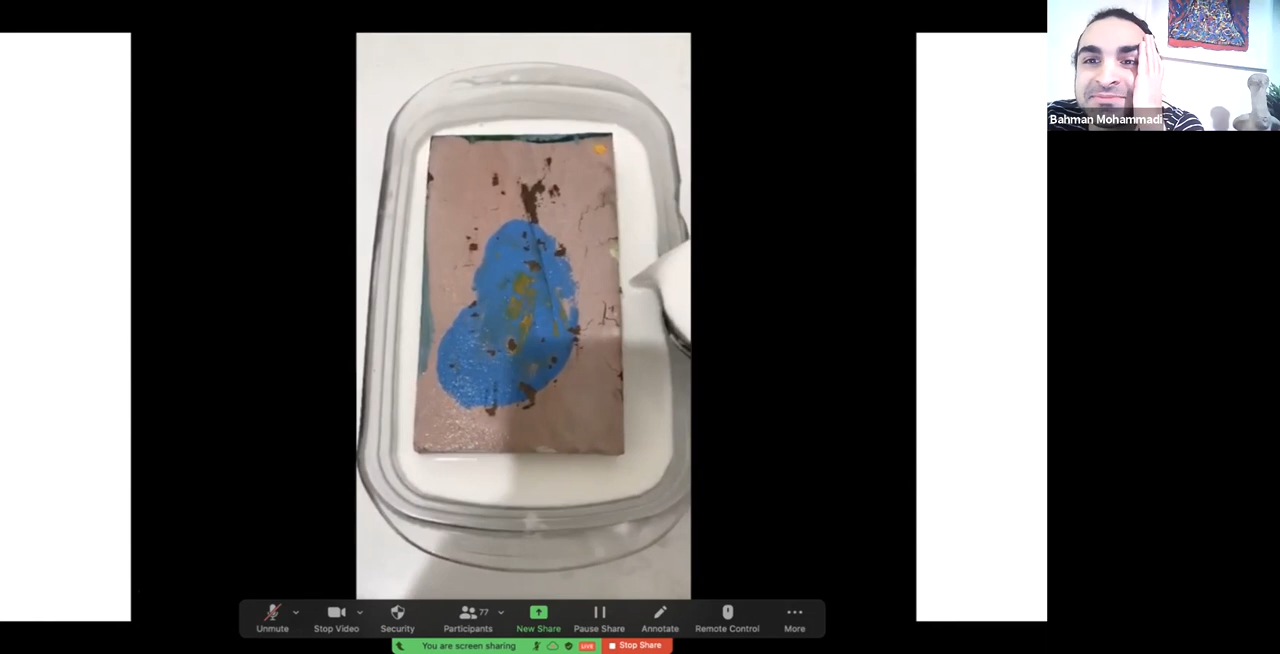 Bahman Mohammadi
77
Unmute
Stop Video
Security
Participants
New Share
Pause Share
Annotate
Remote Control
More
You are screen sharing
LIVE
Stop Share